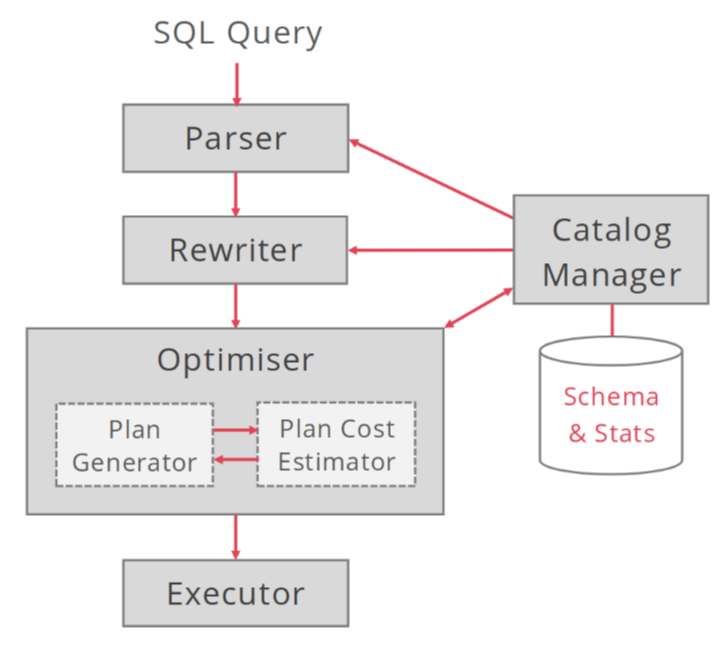 SQL Query
Parser
Rewriter
Catalog
Manager
Optimiser
Plan
Generator
Plan Cost
Estimator
Schema
& Stats
Executor